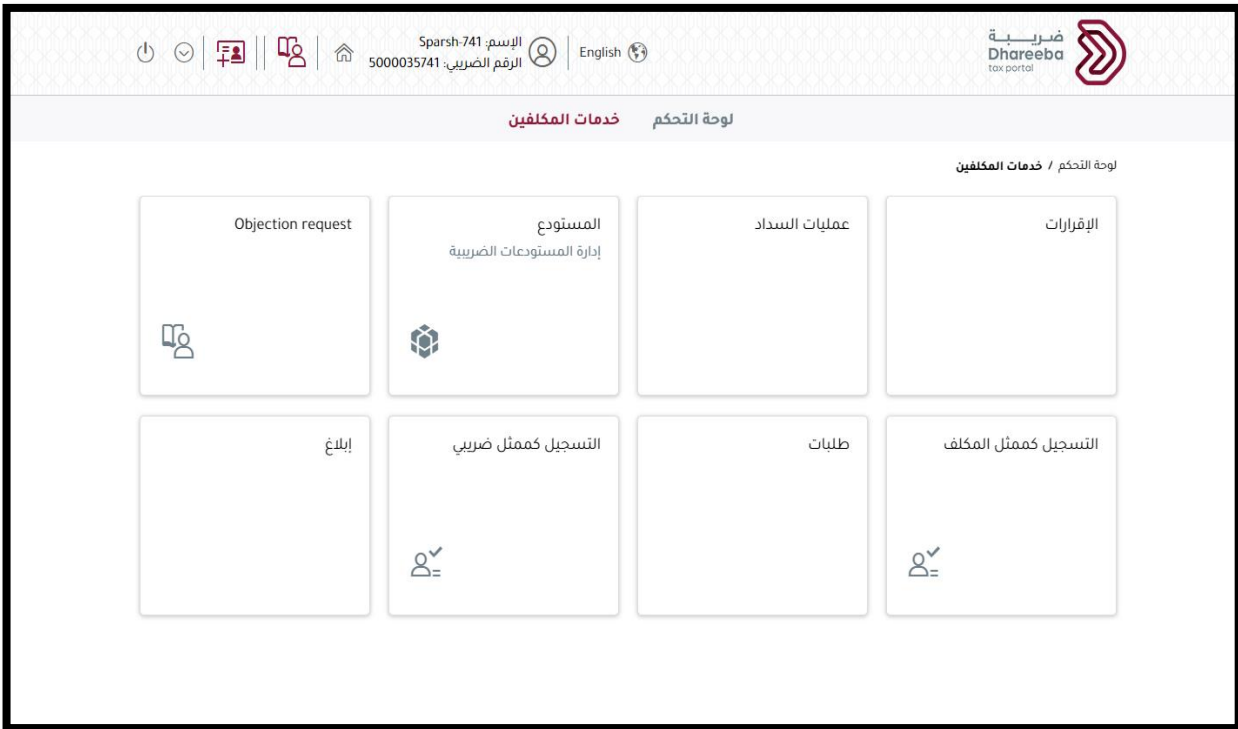 ضريبة
Dhareeba
tax portal
English
الإسم: Sparsh-741
الرقم الضريبي: 5000035741
لوحة التحكم
خدمات المكلفين
لوحة التحكم / خدمات المكلفين
الإقرارات
عمليات السداد
المستودع
إدارة المستودعات الضريبية
Objection request
التسجيل كممثل المكلف
طلبات
التسجيل كممثل ضريبي
إبلاغ